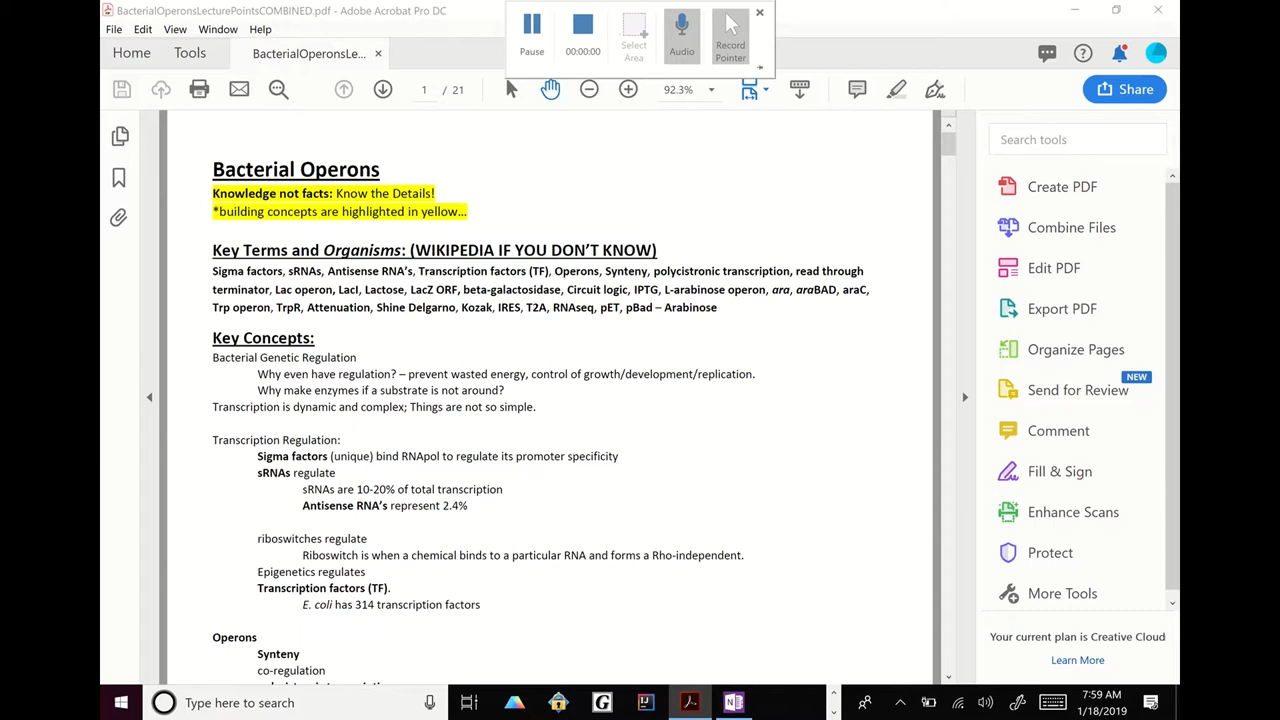 BacterialOperonsLecturePointsCOMBINED.pdf - Adobe Acrobat Pro DC
File Edit View Window Help
Pause
00:00:00
Select
Area
Audio
Record
Pointer
Home Tools BacterialOperonsLe...
1 / 21
92.3%
Share
Bacterial Operons
Knowledge not facts: Know the Details!
*building concepts are highlighted in yellow…
Key Terms and Organisms: (WIKIPEDIA IF YOU DON'T KNOW)
Sigma factors, sRNAs, Antisense RNA's, Transcription factors (TF), Operons, Synteny, polycistronic transcription, read through
terminator, Lac operon, LacI, Lactose, LacZ ORF, beta-galactosidase, Circuit logic, IPTG, L-arabinose operon, ara, araBAD, araC,
Trp operon, TrpR, Attenuation, Shine Delgarno, Kozak, IRES, T2A, RNAseq, pET, pBad – Arabinose
Key Concepts:
Bacterial Genetic Regulation
Why even have regulation? – prevent wasted energy, control of growth/development/replication.
Why make enzymes if a substrate is not around?
Transcription is dynamic and complex; Things are not so simple.
Transcription Regulation:
Sigma factors (unique) bind RNApol to regulate its promoter specificity
sRNAs regulate
sRNAs are 10-20% of total transcription
Antisense RNA's represent 2.4%
riboswitches regulate
Riboswitch is when a chemical binds to a particular RNA and forms a Rho-independent.
Epigenetics regulates
Transcription factors (TF).
E. coli has 314 transcription factors
Operons
Synteny
co-regulation
Search tools
Create PDF
Combine Files
Edit PDF
Export PDF
Organize Pages
NEW
Send for Review
Comment
Fill & Sign
Enhance Scans
Protect
More Tools
Your current plan is Creative Cloud
Learn More
Type here to search
7:59 AM
1/18/2019